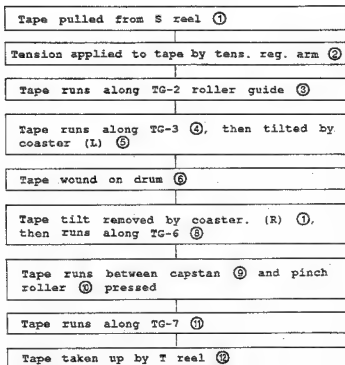 Tape pulled from S reel ①
Tension applied to tape by tens. reg. arm ②
Tape runs along TG-2 roller guide ③
Tape runs along TG-3 ④, then tilted by
coaster (L) ⑤
Tape wound on drum ⑥
Tape tilt removed by coaster. (R) ①,
then runs along TG-6 ⑧
Tape runs between capstan ⑨ and pinch
roller ⑩ pressed
Tape runs along TG-7 ⑪
Tape taken up by T reel ⑫